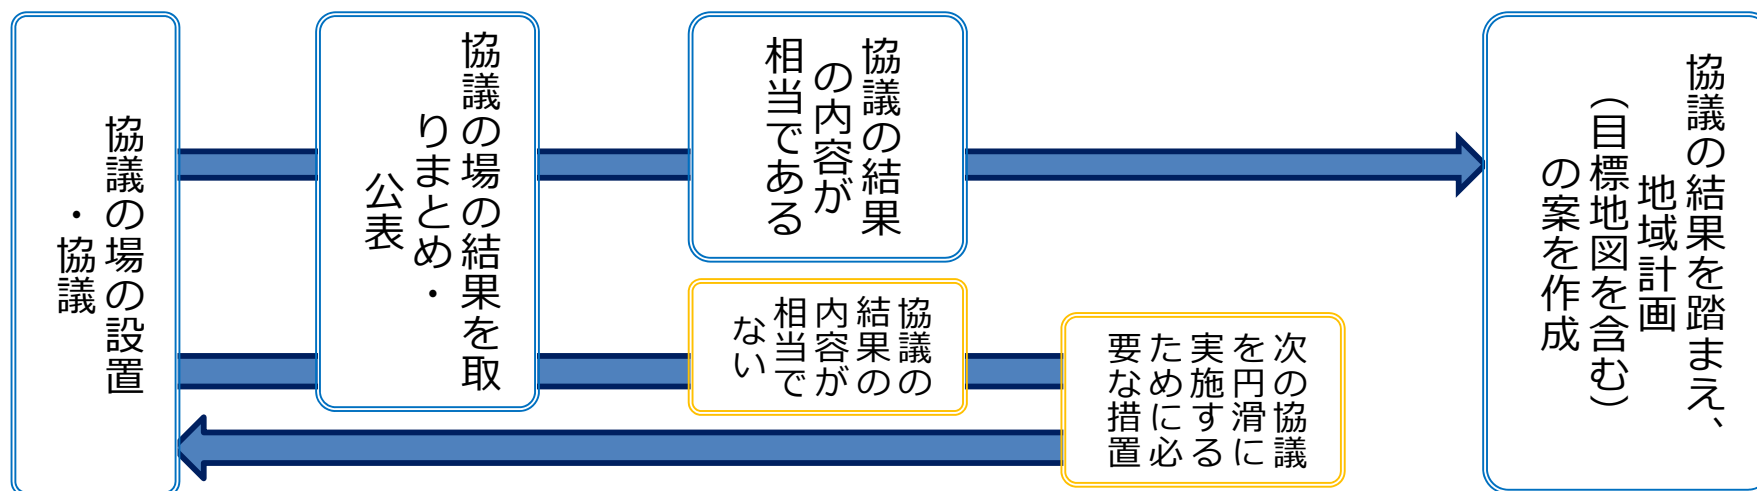 協議の場の設置
・協議
協議の場の結果を取
りまとめ・
公表
協議の結果
の内容が
相当である
協議の
結果の
内容が
相当で
ない
次の協議
を円滑に
実施する
ために必
要な措置
協議の結果を踏まえ、
地域計画
（目標地図を含む）
の案を作成